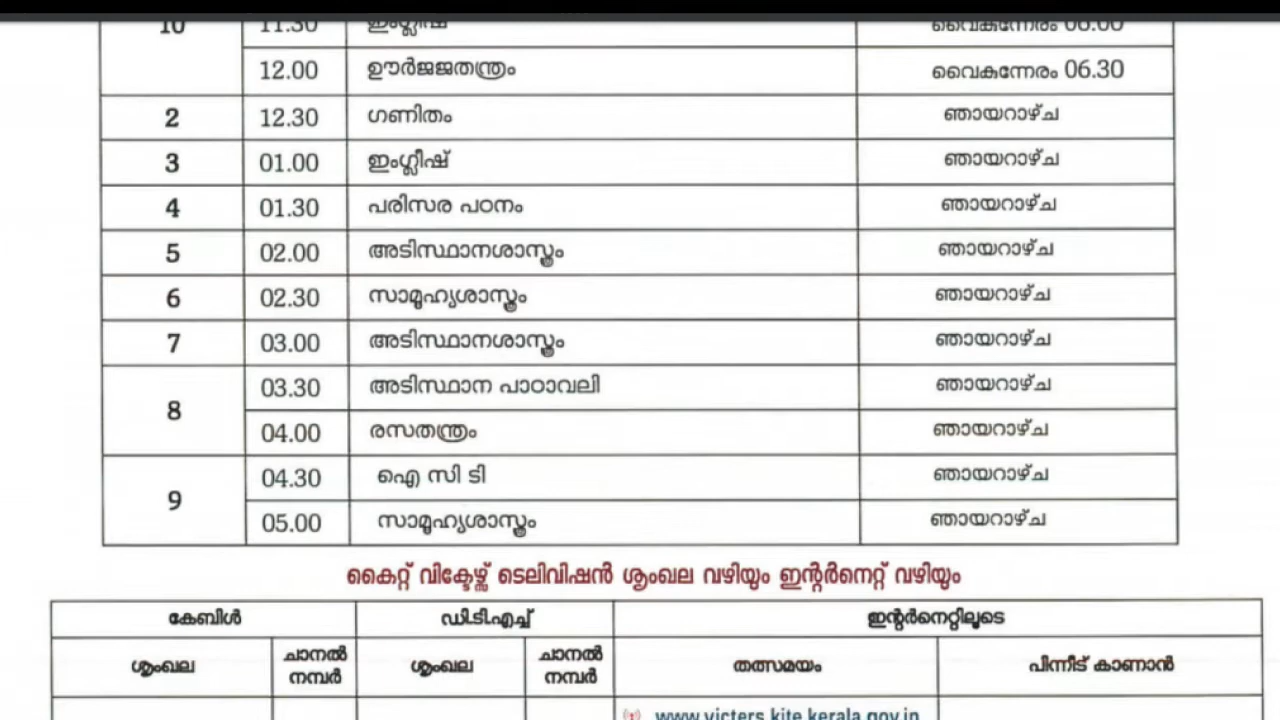 10 11.30 ഇംഗ്ലീഷ് വൈകുന്നേരം 06.00
12.00 ഊർജജതന്ത്രം വൈകുന്നേരം 06.30
2 12.30 ഗണിതം ഞായറാഴ്ച
3 01.00 ഇംഗ്ലീഷ് ഞായറാഴ്ച
4 01.30 പരിസര പഠനം ഞായറാഴ്ച
5 02.00 അടിസ്ഥാനശാസ്ത്രം ഞായറാഴ്ച
6 02.30 സാമൂഹ്യശാസ്ത്രം ഞായറാഴ്ച
7 03.00 അടിസ്ഥാനശാസ്ത്രം ഞായറാഴ്ച
8 03.30 അടിസ്ഥാന പാഠാവലി ഞായറാഴ്ച
04.00 രസതന്ത്രം ഞായറാഴ്ച
9 04.30 ഐ സി ടി ഞായറാഴ്ച
05.00 സാമൂഹ്യശാസ്ത്രം ഞായറാഴ്ച
കൈറ്റ് വിക്ടേഴ്സ് ടെലിവിഷൻ ശൃംഖല വഴിയും ഇന്റർനെറ്റ് വഴിയും
കേബിൾ ഡി.ടി.എച്ച് ഇന്റർനെറ്റിലൂടെ
ശൃംഖല ചാനൽ നമ്പർ ശൃംഖല ചാനൽ നമ്പർ തത്സമയം പിന്നീട് കാണാൻ
www.victers.kite.kerala.gov.in